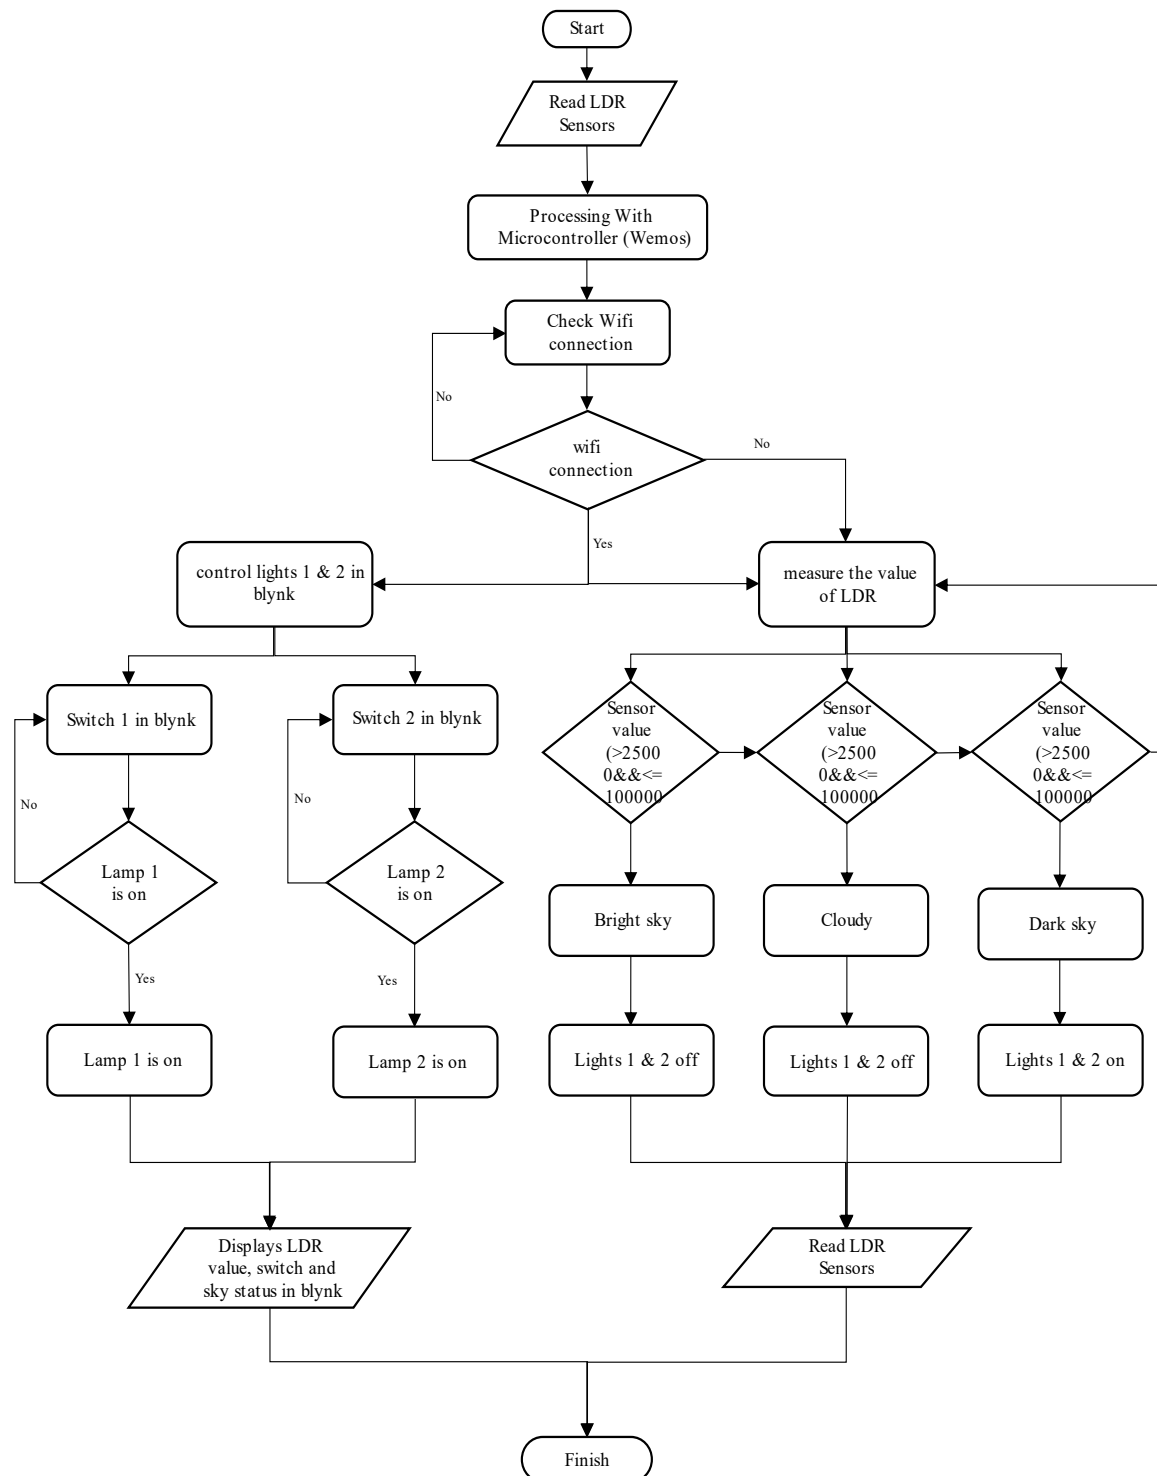 Start
Read LDR
Sensors
Processing With
Microcontroller (Wemos)
Check Wifi
connection
No
wifi
connection
No
Yes
control lights 1 & 2 in
blynk
measure the value
of LDR
Switch 1 in blynk
Switch 2 in blynk
Sensor
value
(>2500
0&&<=
100000
Sensor
value
(>2500
0&&<=
100000
Sensor
value
(>2500
0&&<=
100000
No
No
Lamp 1
is on
Lamp 2
is on
Bright sky
Cloudy
Dark sky
Yes
Yes
Lamp 1 is on
Lamp 2 is on
Lights 1 & 2 off
Lights 1 & 2 off
Lights 1 & 2 on
Displays LDR
value, switch and
sky status in blynk
Read LDR
Sensors
Finish